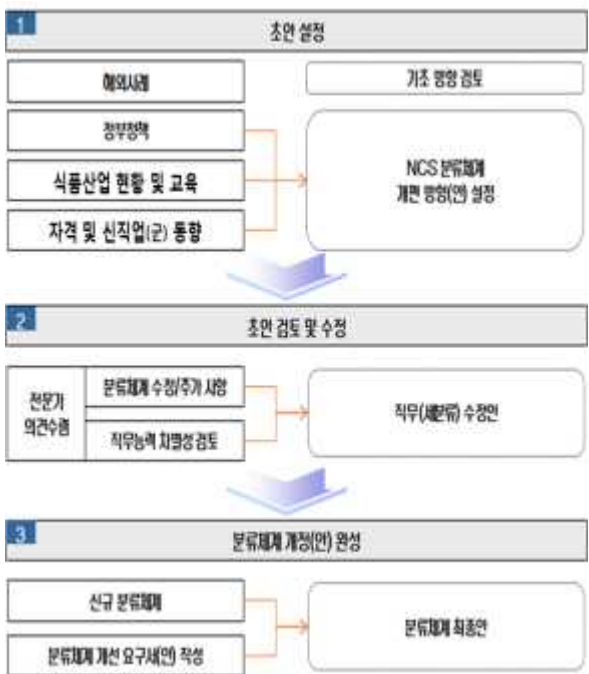 1
초안 설정
해외사례
기초 방향 검토
정부정책
식품산업 현황 및 교육
자격 및 신직업(군) 동향
NCS 분류체계
개편 방향(안) 설정
2
초안 검토 및 수정
전문가
의견수렴
분류체계 수정/추가 사항
직무능력 차별성 검토
직무(세분류) 수정안
3
분류체계 개정(안) 완성
신규 분류체계
분류체계 개선 요구서(안) 작성
분류체계 최종안